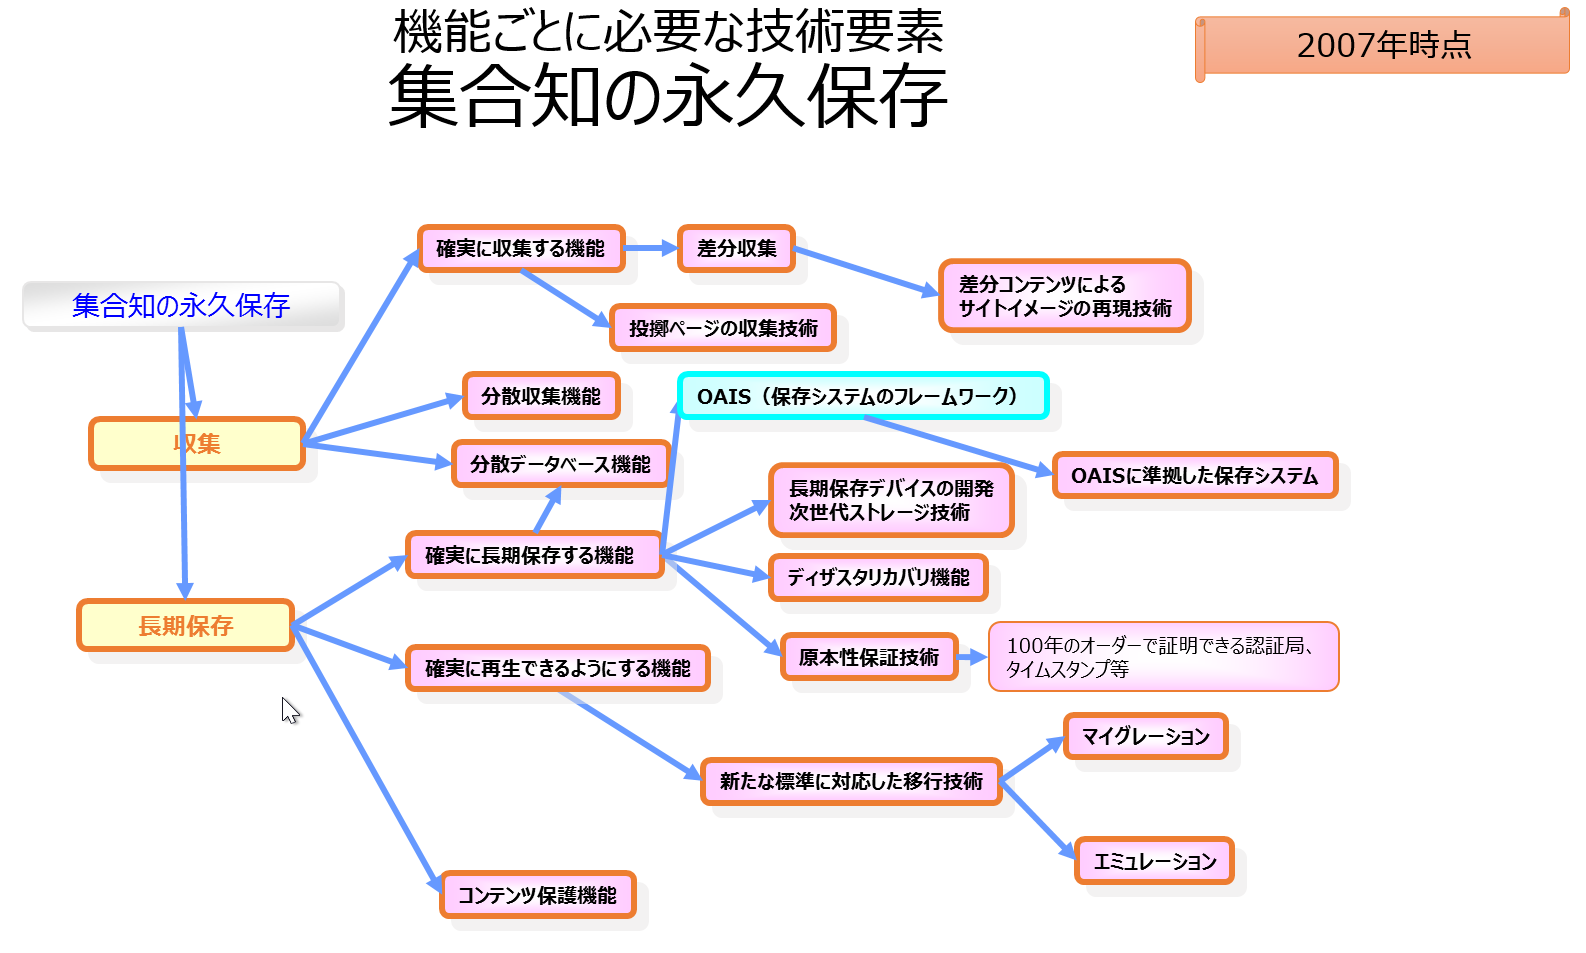 機能ごとに必要な技術要素
集合知の永久保存
2007年時点
集合知の永久保存
収集
長期保存
確実に収集する機能
差分収集
差分コンテンツによる
サイトイメージの再現技術
投擲ページの収集技術
分散収集機能
分散データベース機能
OAIS（保存システムのフレームワーク）
OAISに準拠した保存システム
確実に長期保存する機能
長期保存デバイスの開発
次世代ストレージ技術
ディザスタリカバリ機能
原本性保証技術
100年のオーダーで証明できる認証局、
タイムスタンプ等
確実に再生できるようにする機能
新たな標準に対応した移行技術
マイグレーション
エミュレーション
コンテンツ保護機能